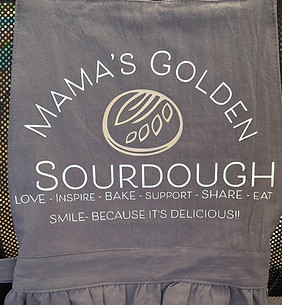 MAMA'S GOLDEN
SOURDOUGH
LOVE - INSPIRE - BAKE - SUPPORT - SHARE - EAT
SMILE- BECAUSE IT'S DELICIOUS!!